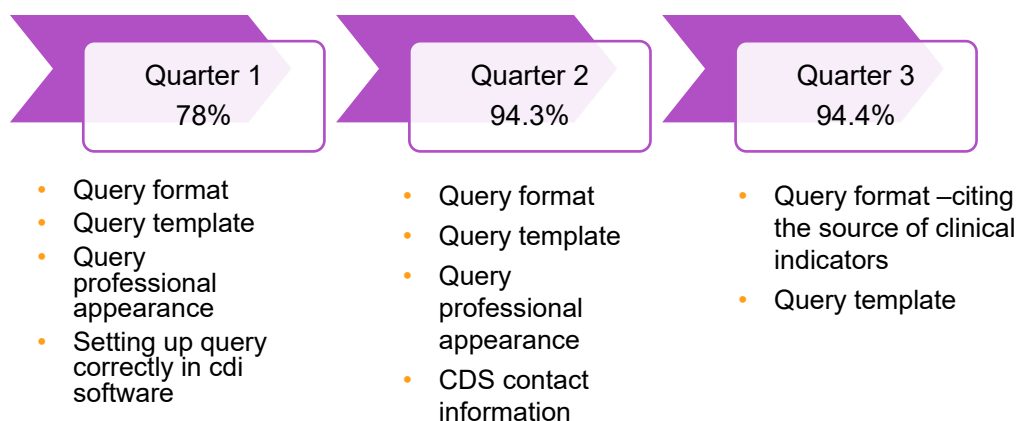 Quarter 1
78%
Quarter 2
94.3%
Quarter 3
94.4%
• Query format
• Query template
• Query
professional
appearance
• Setting up query
correctly in cdi
software
• Query format
• Query template
• Query
professional
appearance
• CDS contact
information
• Query format –citing
the source of clinical
indicators
• Query template